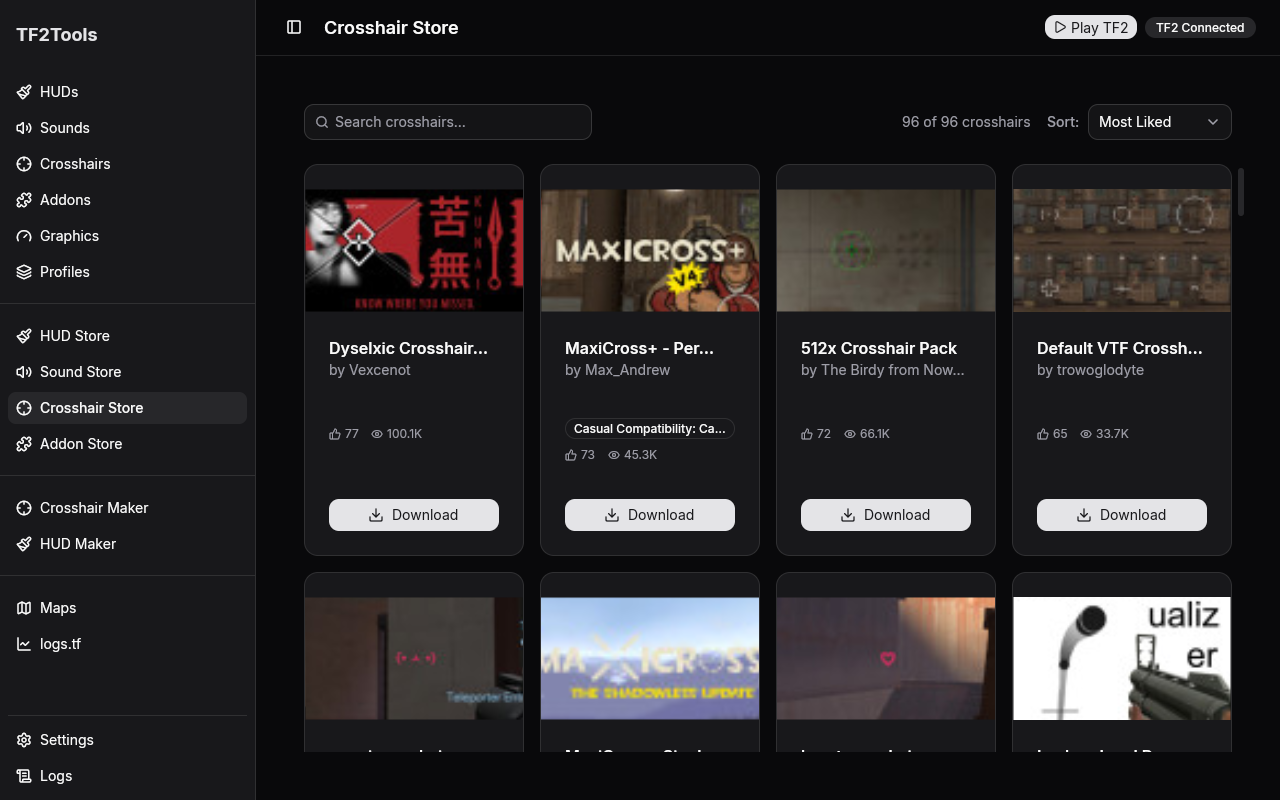 TF2Tools
HUDs
Sounds
Crosshairs
Addons
Graphics
Profiles
HUD Store
Sound Store
Crosshair Store
Addon Store
Crosshair Maker
HUD Maker
Maps
logs.tf
Settings
Logs
Crosshair Store
Play TF2
TF2 Connected
Search crosshairs...
96 of 96 crosshairs
Sort:
Most Liked
苦無
KUNAI
KNOW WHERE YOU MISSED
Dyselxic Crosshair...
by Vexcenot
77
100.1K
Download
MAXICROSS+
V4
MaxiCross+ - Per...
by Max_Andrew
Casual Compatibility: Ca...
73
45.3K
Download
512x Crosshair Pack
by The Birdy from Now...
72
66.1K
Download
Default VTF Crossh...
by trowoglodyte
65
33.7K
Download
Teleporter
MAXICROSS
THE SHADOWLESS UPDATE
ualiz
er